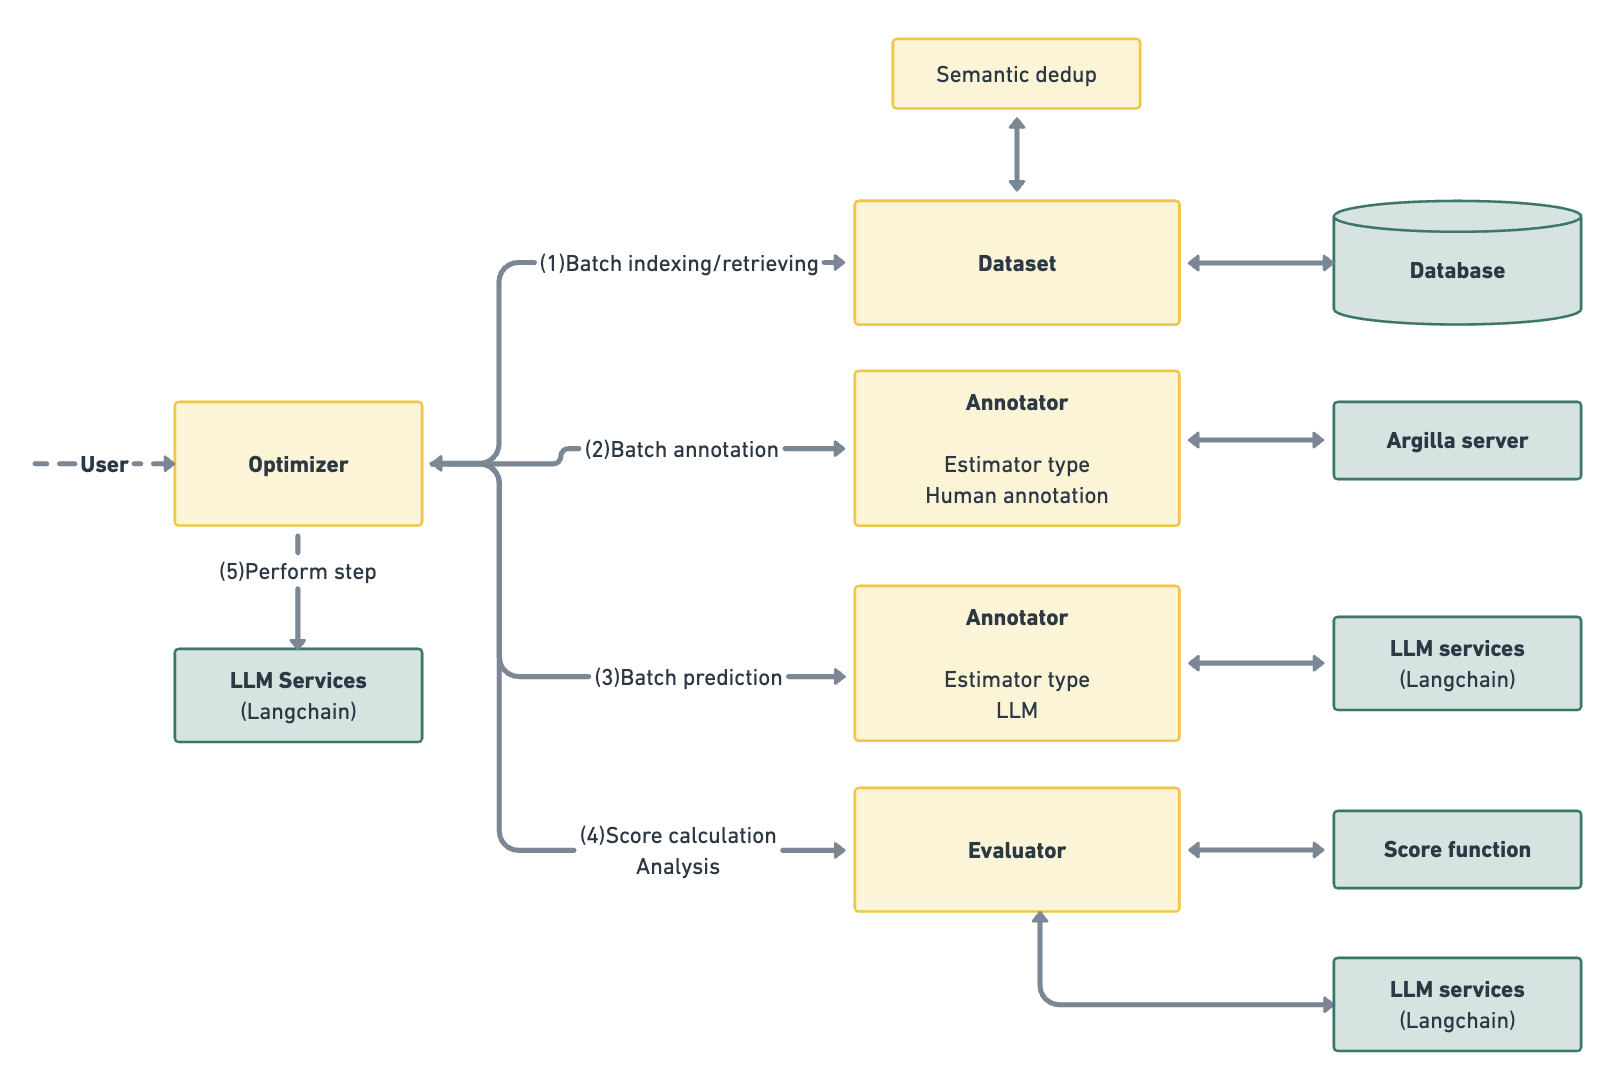 Semantic dedup
(1)Batch indexing/retrieving
Dataset
Database
Annotator
Estimator type
Human annotation
(2)Batch annotation
Argilla server
User
Optimizer
(5)Perform step
LLM Services
(Langchain)
(3)Batch prediction
Annotator
Estimator type
LLM
LLM services
(Langchain)
(4)Score calculation
Analysis
Evaluator
Score function
LLM services
(Langchain)